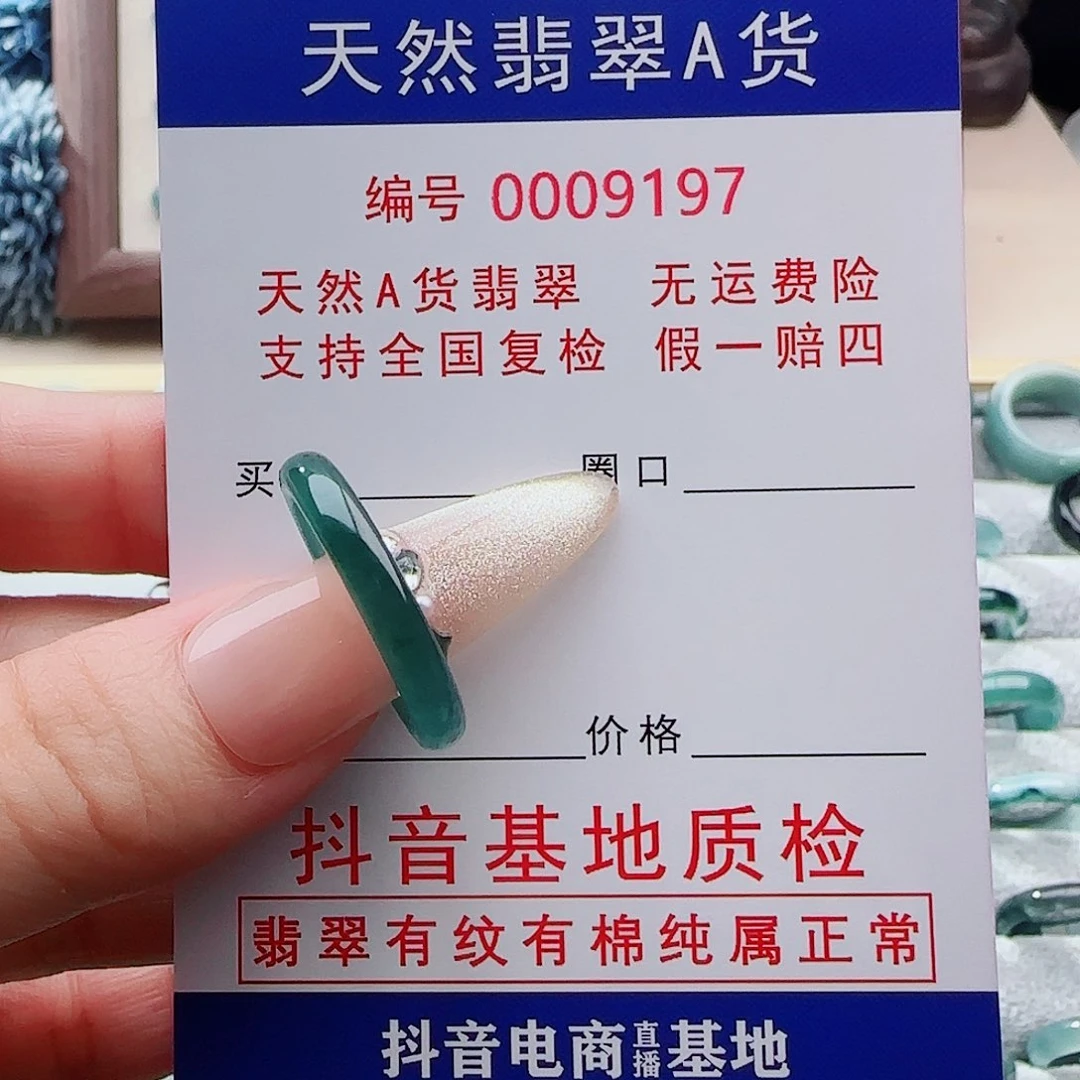 天然翡翠A货
编号 0009197
天然A货翡翠 无运费险
支持全国复检 假一赔四
买 圈口
价格
抖音基地质检
翡翠有纹有棉纯属正常
抖音电商直播基地